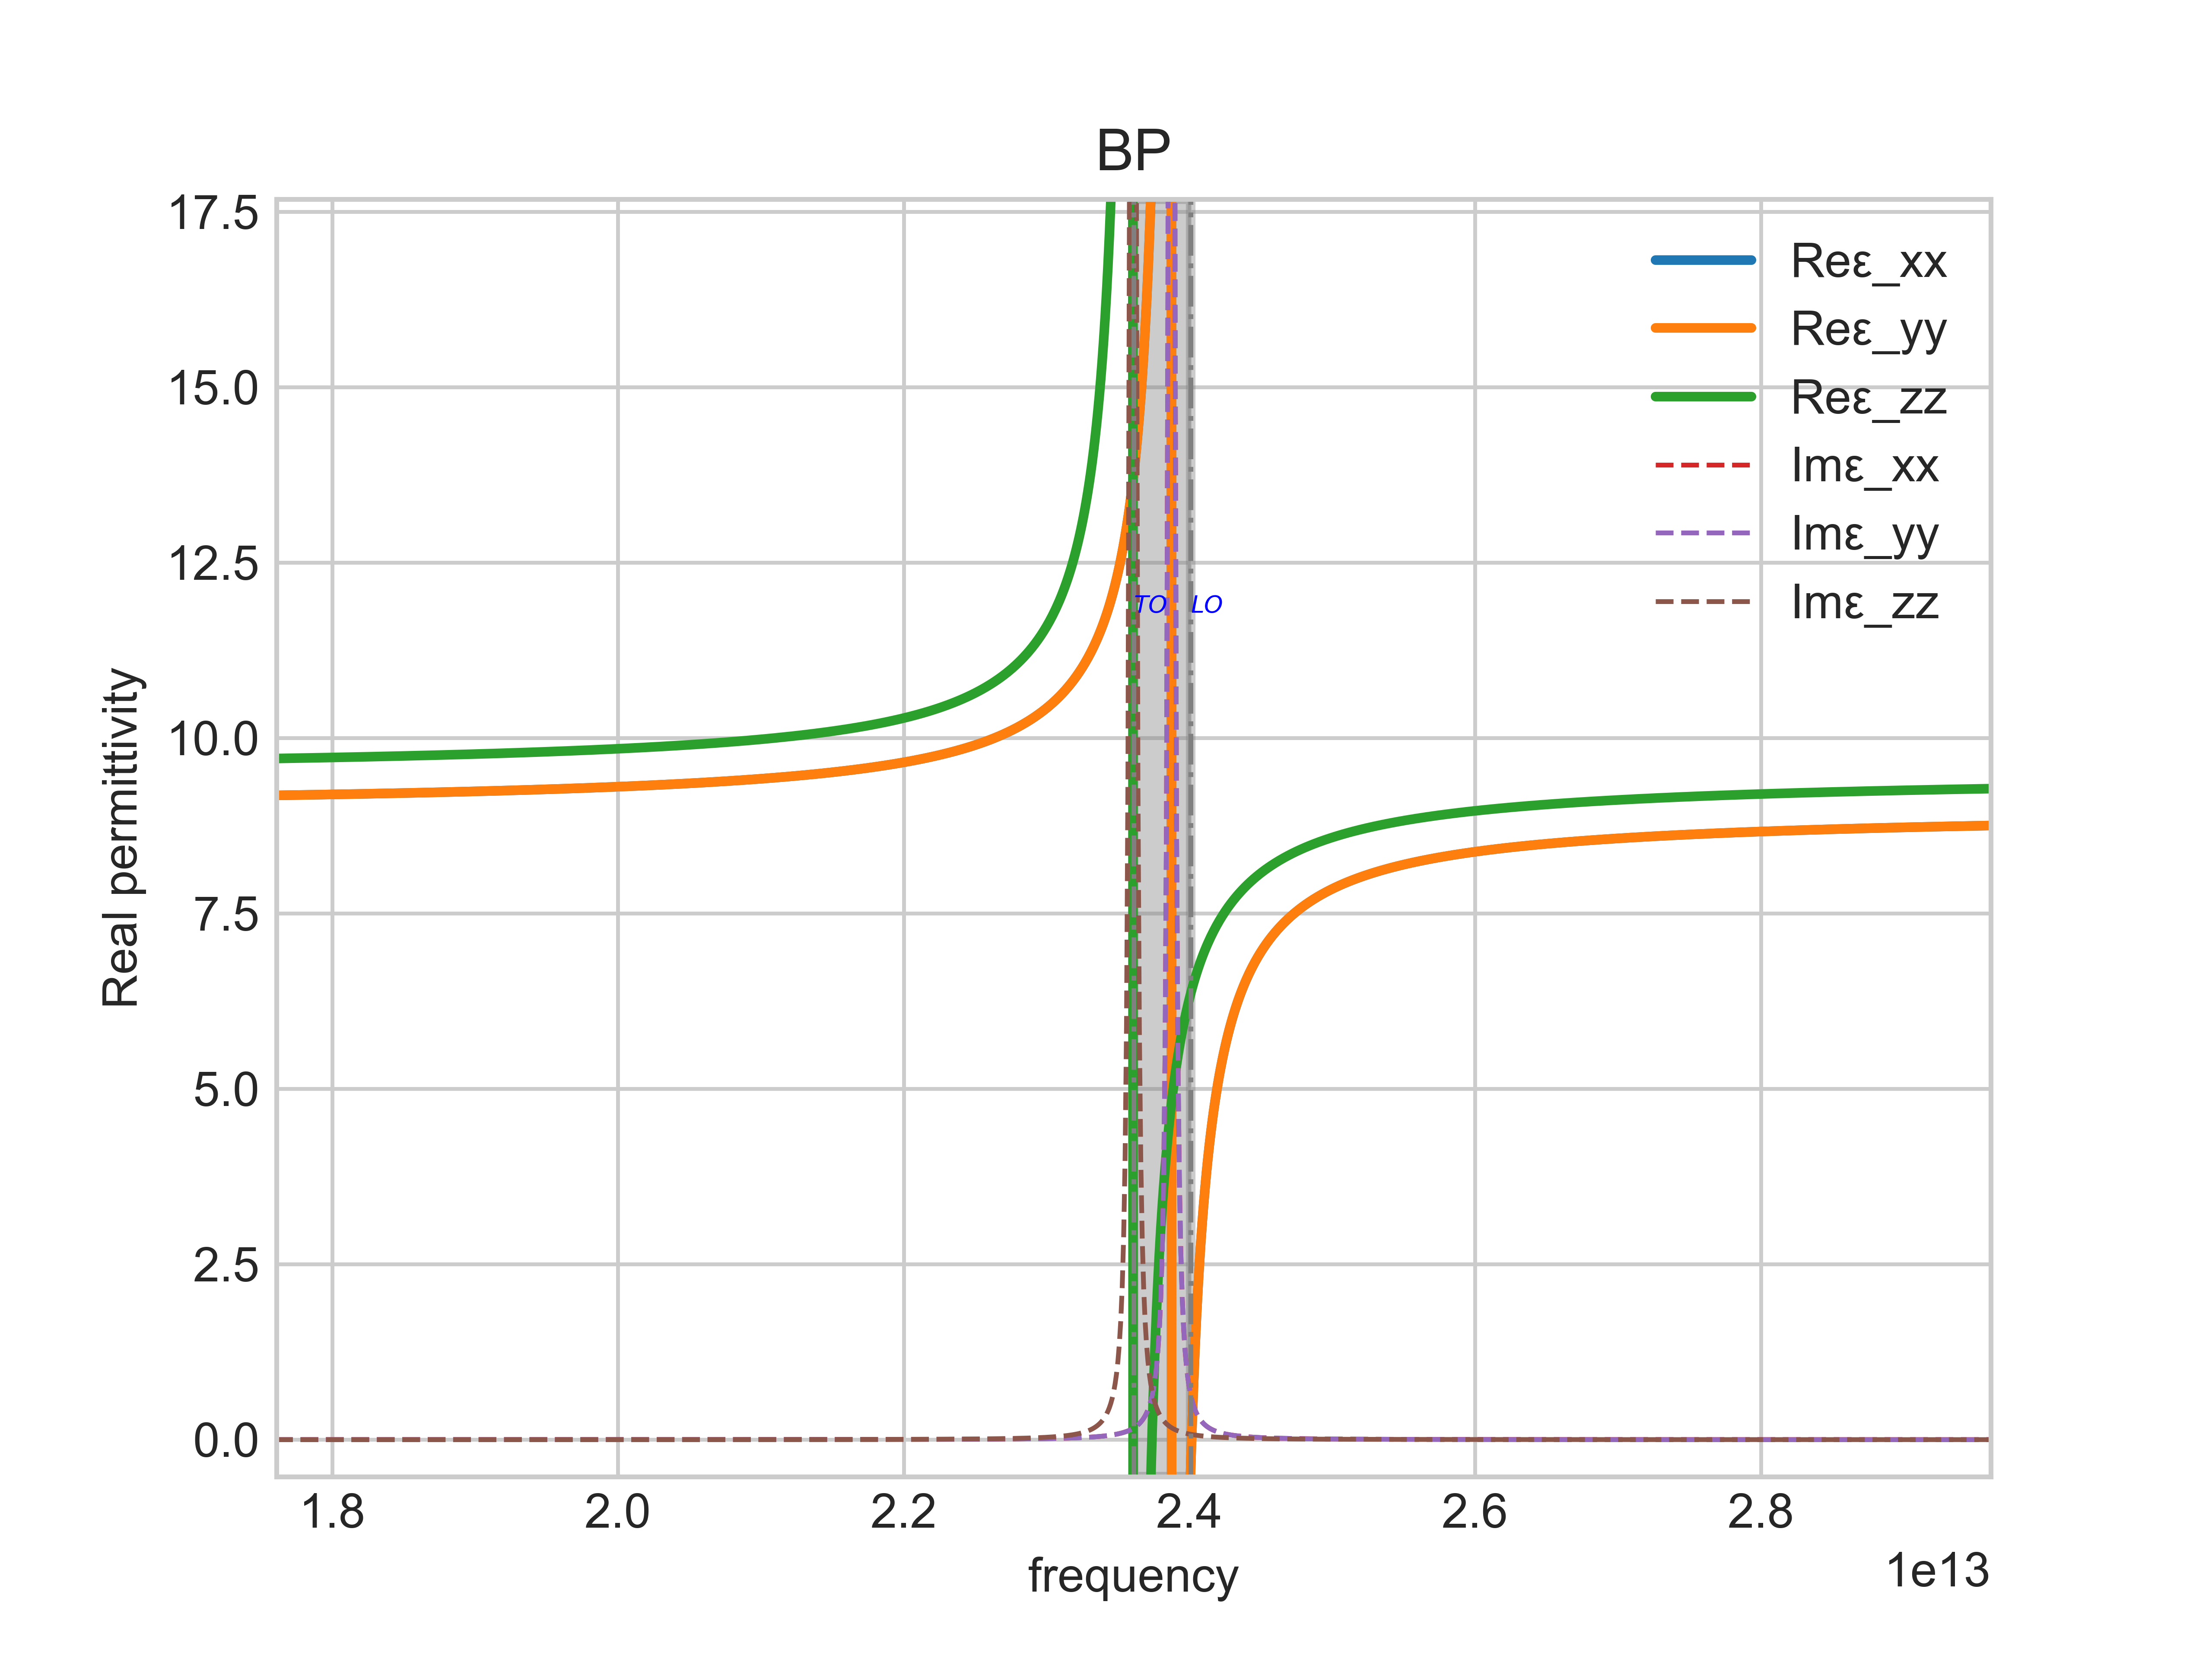 BP
17.5
15.0
12.5
10.0
7.5
5.0
2.5
0.0
Real permittivity
Reε_xx
Reε_yy
Reε_zz
Imε_xx
Imε_yy
Imε_zz
TO LO
1.8 2.0 2.2 2.4 2.6 2.8
frequency
1e13